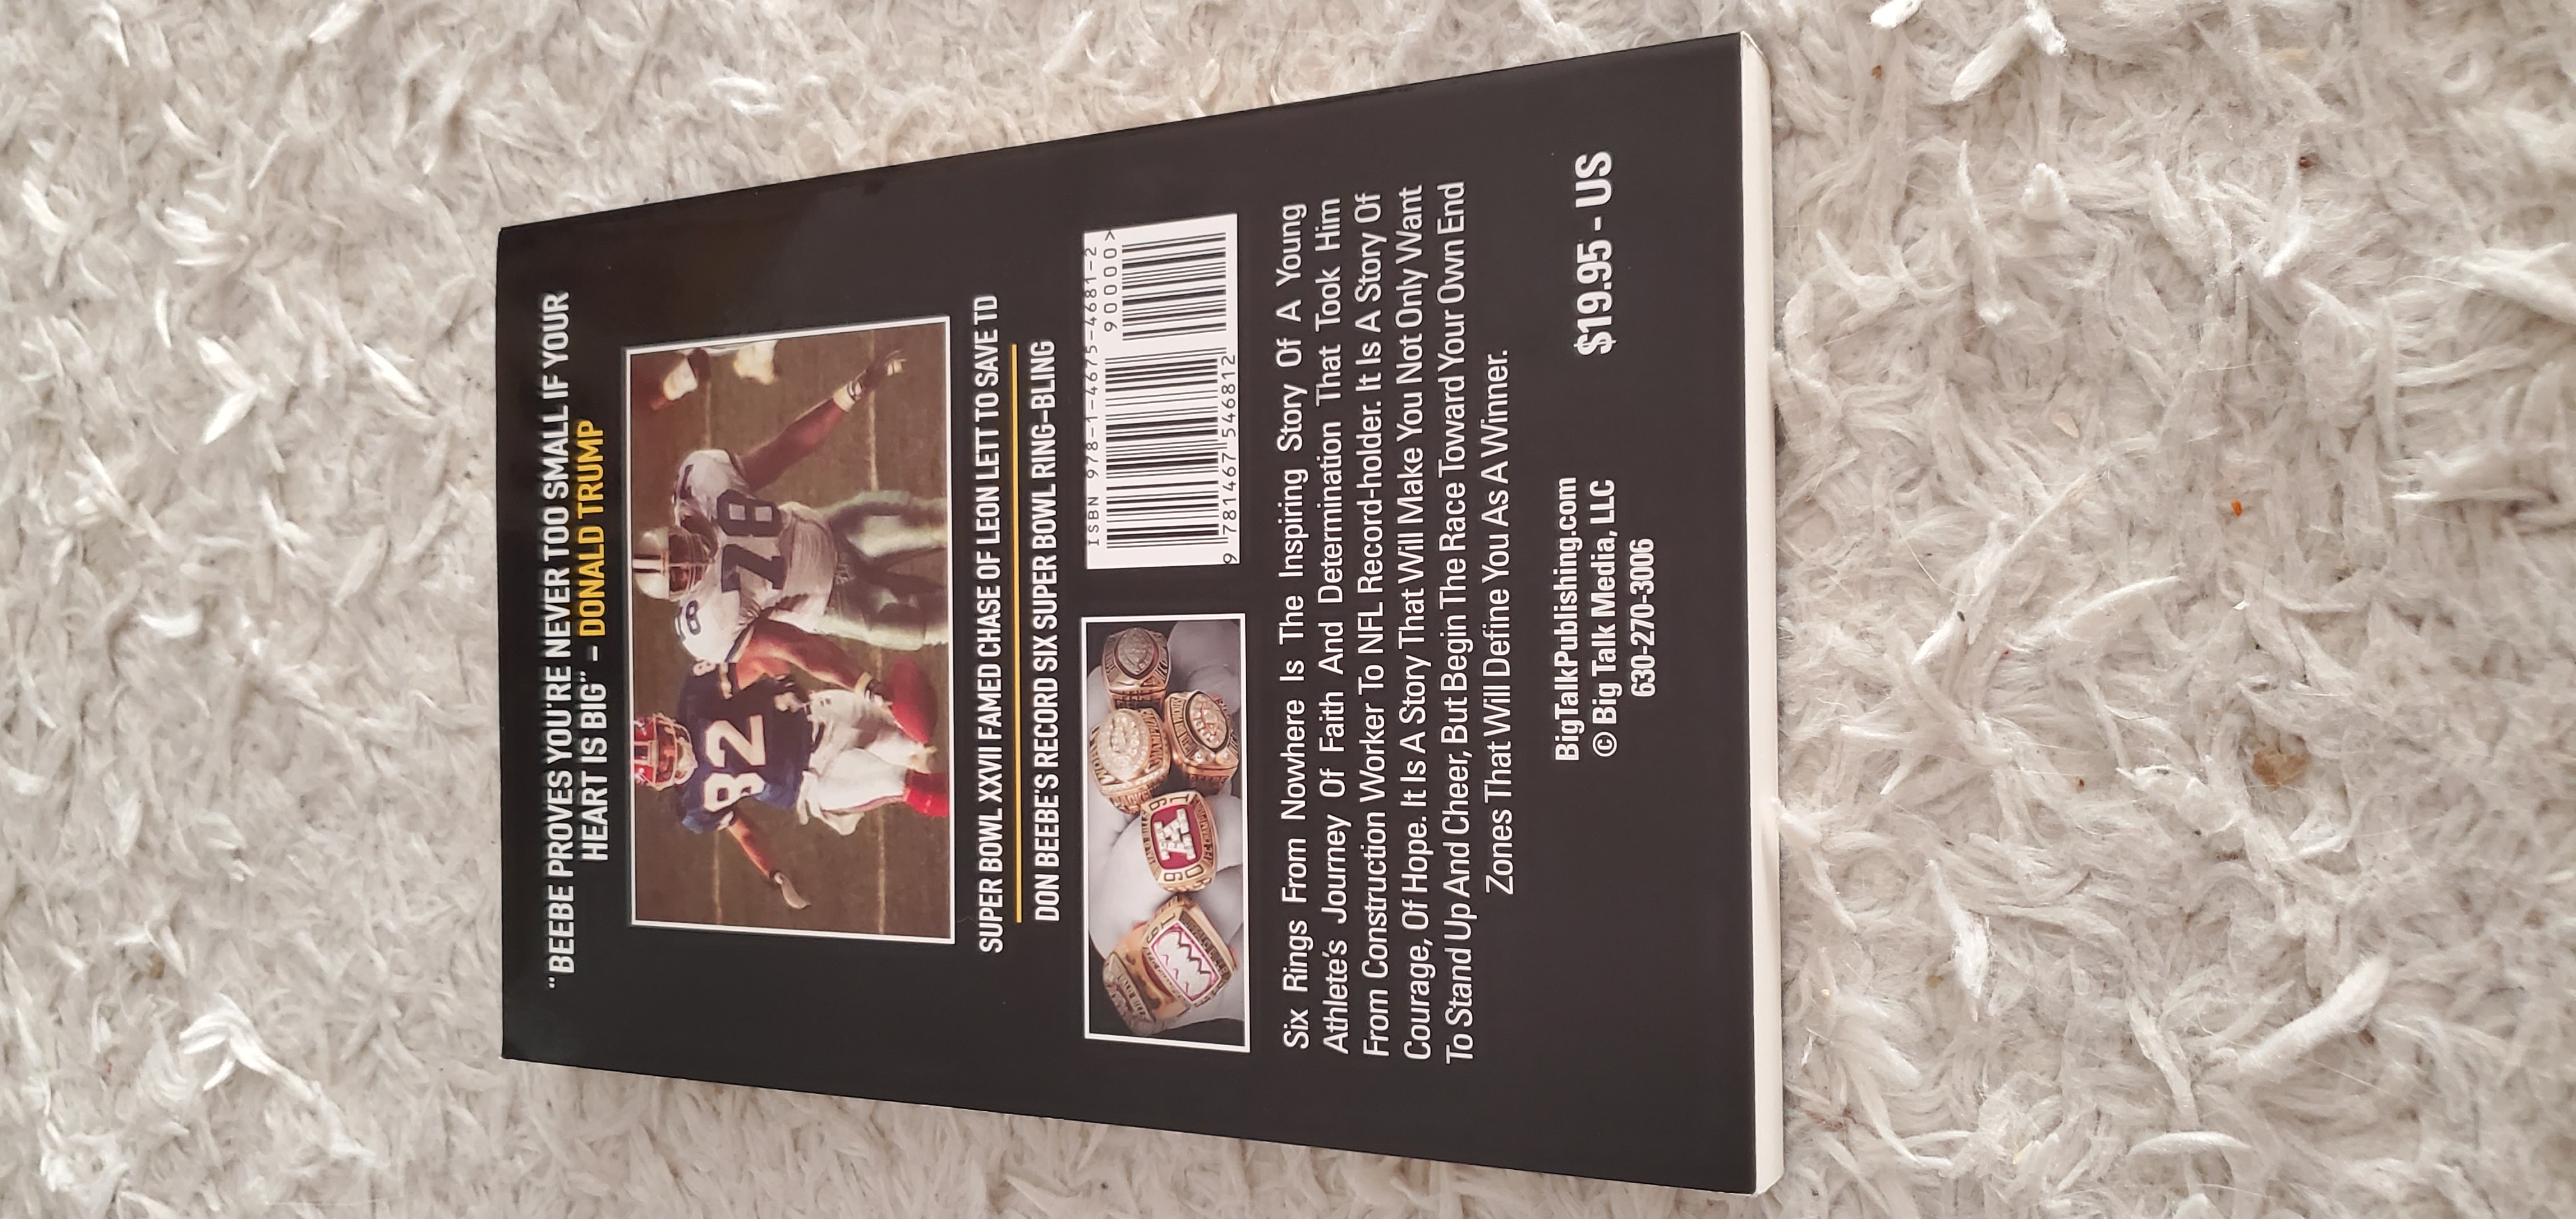 "BEEBE PROVES YOU'RE NEVER TOO SMALL IF YOUR
HEART IS BIG" – DONALD TRUMP
82
8
78
SUPER BOWL XXVII FAMED CHASE OF LEON LETT TO SAVE TD
DON BEEBE'S RECORD SIX SUPER BOWL RING-BLING
ISBN 978-1-4675-4681-2
90000>
9 781467 546812
Six Rings From Nowhere Is The Inspiring Story Of A Young
Athlete's Journey Of Faith And Determination That Took Him
From Construction Worker To NFL Record-holder. It Is A Story Of
Courage, Of Hope. It Is A Story That Will Make You Not Only Want
To Stand Up And Cheer, But Begin The Race Toward Your Own End
Zones That Will Define You As A Winner.
BigTalkPublishing.com
© Big Talk Media, LLC
630-270-3006
$19.95 - US